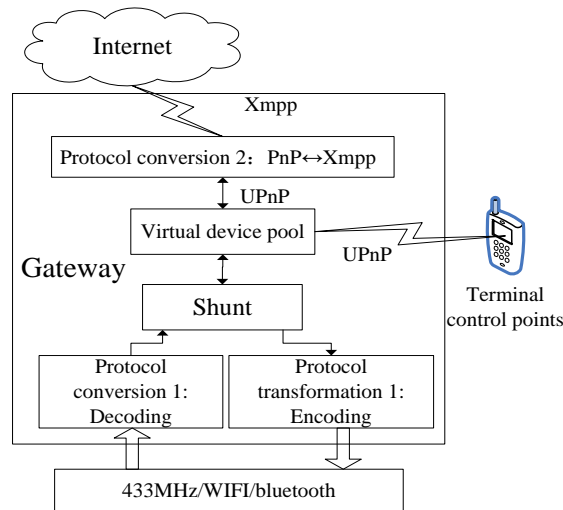 Internet
Xmpp
Protocol conversion 2：PnP↔Xmpp
UPnP
Virtual device pool
UPnP
Gateway
Terminal
control points
Shunt
Protocol
conversion 1:
Decoding
Protocol
transformation 1:
Encoding
433MHz/WIFI/bluetooth